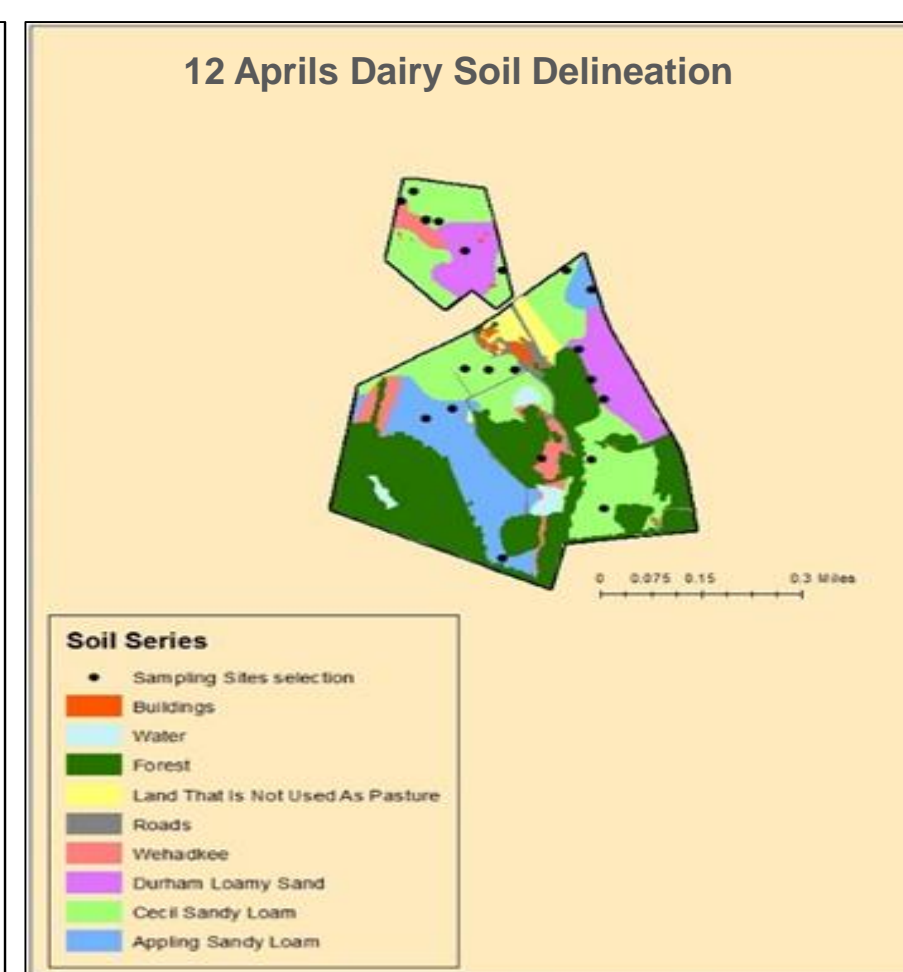 12 Aprils Dairy Soil Delineation
0 0.075 0.15 0.3 Miles
Soil Series
Sampling Sites selection
Buildings
Water
Forest
Land That Is Not Used As Pasture
Roads
Wehadkee
Durham Loamy Sand
Cecil Sandy Loam
Appling Sandy Loam